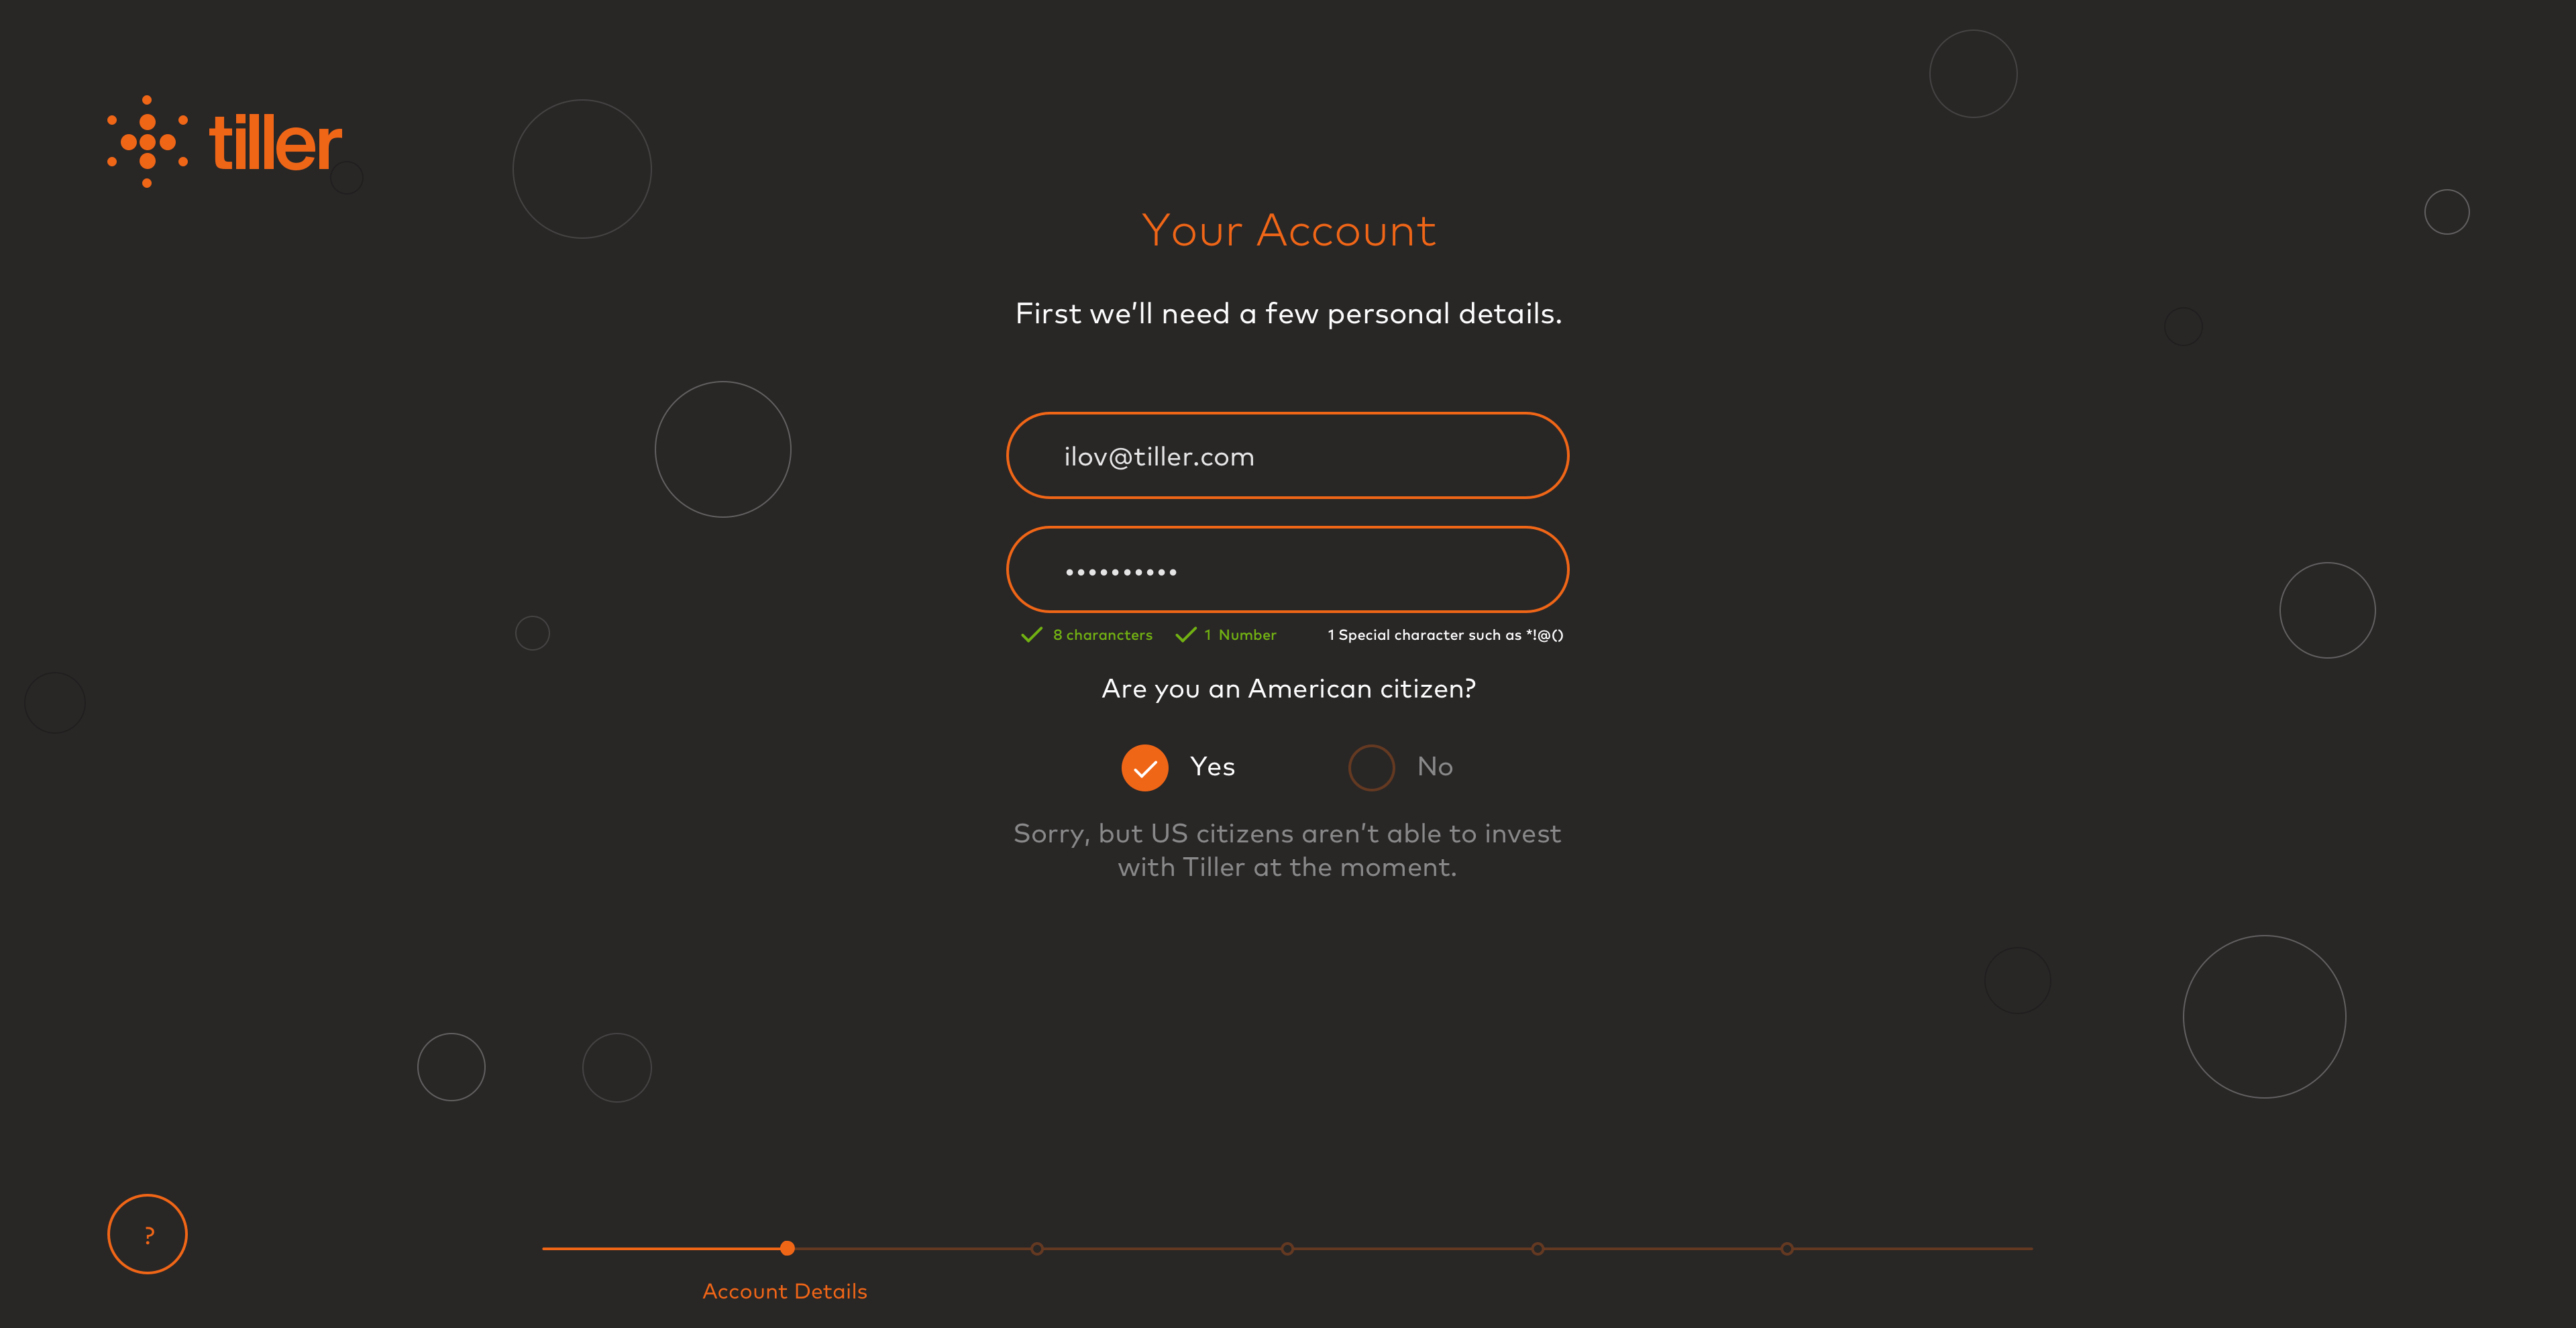 tiller
Your Account
First we’ll need a few personal details.
ilov@tiller.com
••••••••••
8 charancters 1 Number 1 Special character such as *!@()
Are you an American citizen?
Yes No
Sorry, but US citizens aren’t able to invest
with Tiller at the moment.
?
Account Details